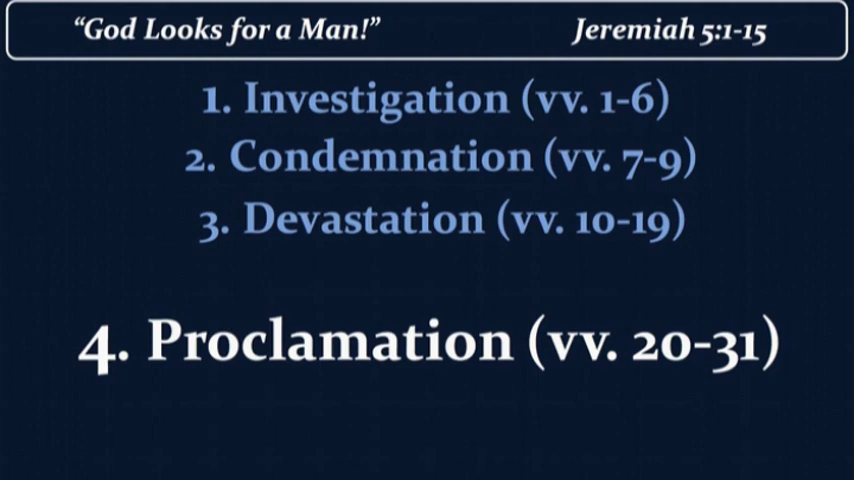 “God Looks for a Man!” Jeremiah 5:1-15
1. Investigation (vv. 1-6)
2. Condemnation (vv. 7-9)
3. Devastation (vv. 10-19)
4. Proclamation (vv. 20-31)